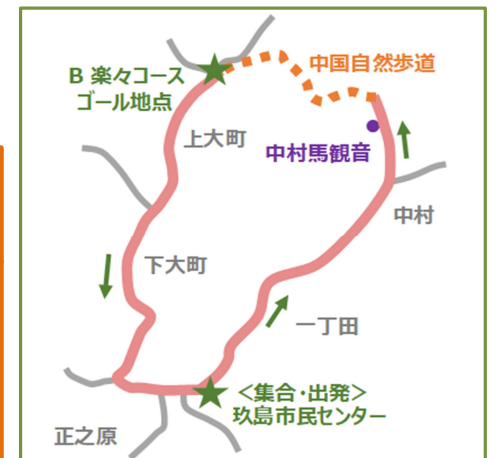 B 楽々コース
ゴール地点
中国自然歩道
上大町
中村馬観音
中村
下大町
一丁田
＜集合・出発＞
玖島市民センター
正之原